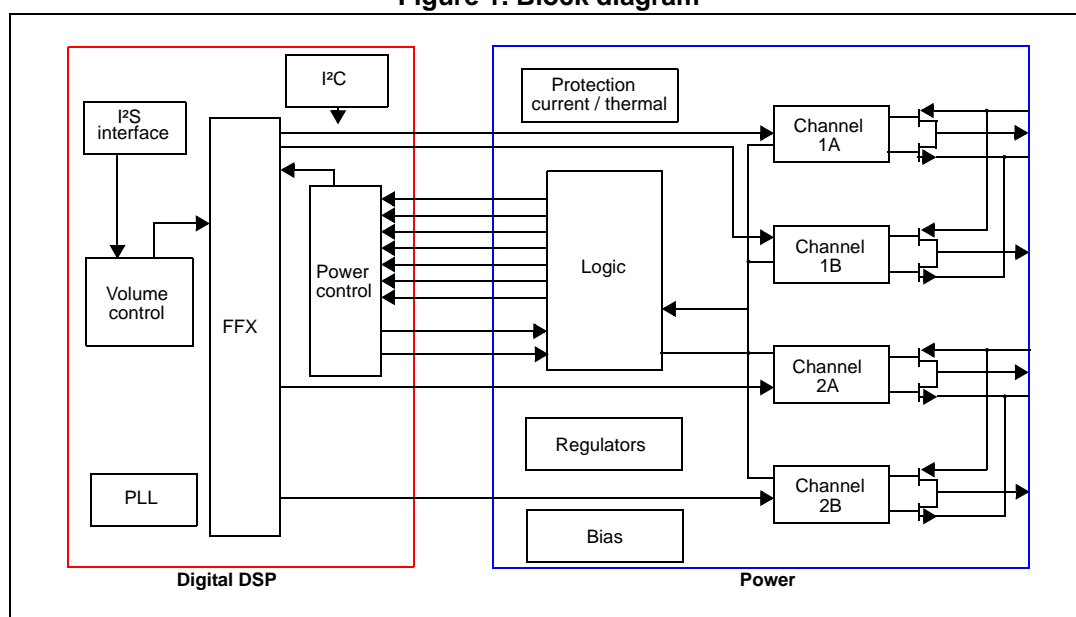 Figure 1. Block diagram
I²C
I²S
interface
Volume
control
FFX
Power
control
PLL
Digital DSP
Protection
current / thermal
Logic
Regulators
Bias
Channel
1A
Channel
1B
Channel
2A
Channel
2B
Power